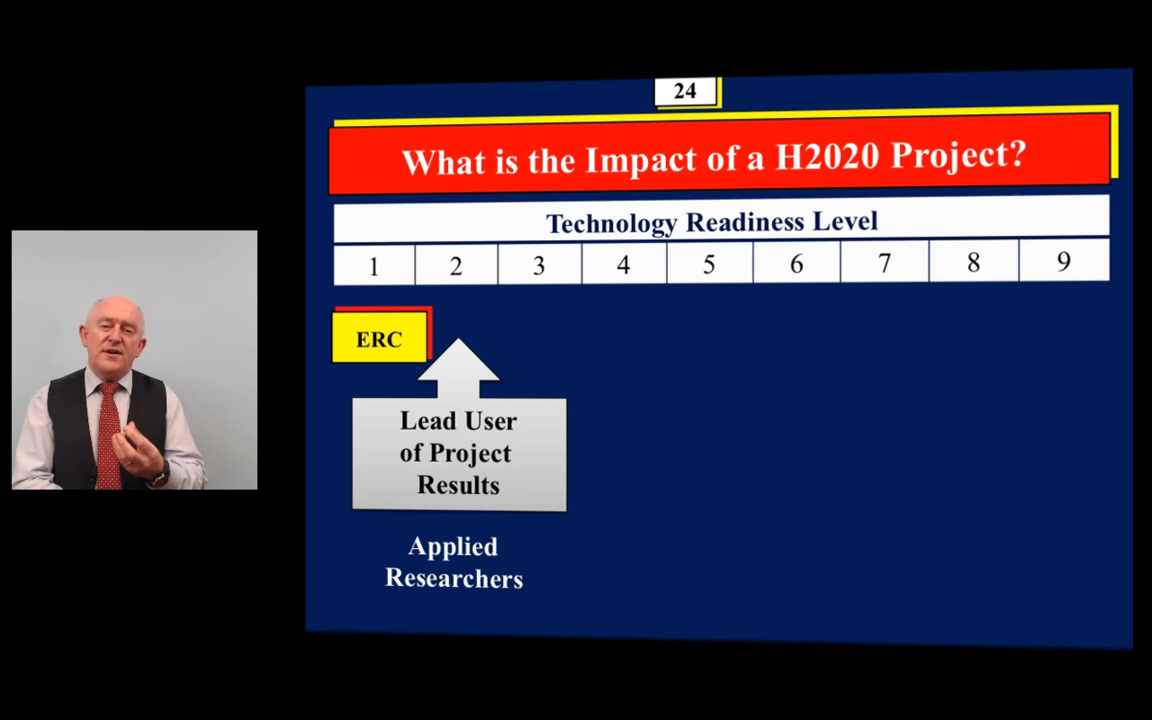 24
What is the Impact of a H2020 Project?
Technology Readiness Level
1 2 3 4 5 6 7 8 9
ERC
Lead User
of Project
Results
Applied
Researchers